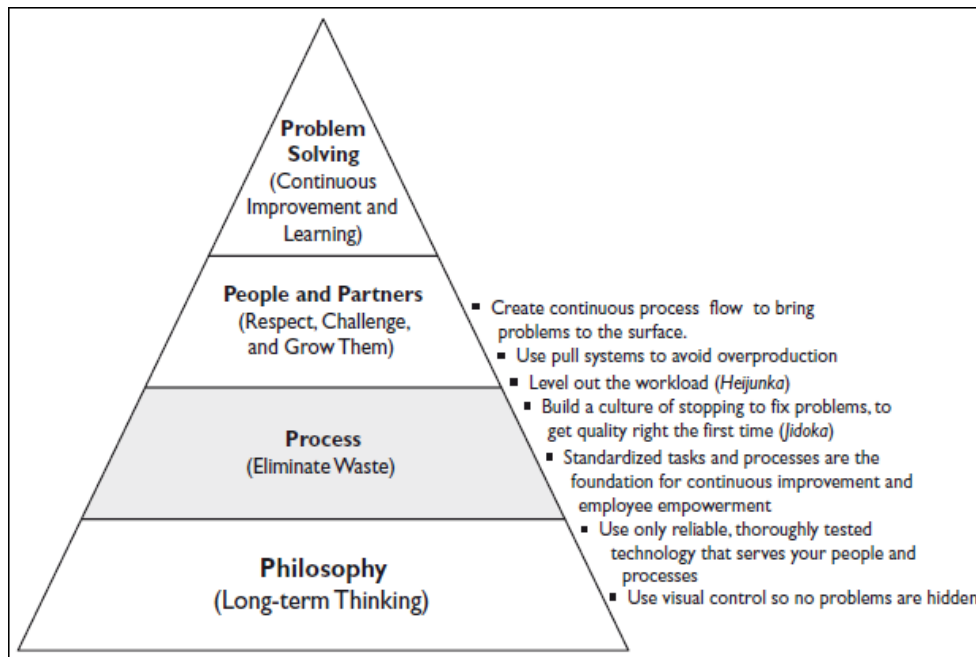 Problem
Solving
(Continuous
Improvement and
Learning)
People and Partners
(Respect, Challenge,
and Grow Them)
Process
(Eliminate Waste)
Philosophy
(Long-term Thinking)
▪ Create continuous process flow to bring
problems to the surface.
▪ Use pull systems to avoid overproduction
▪ Level out the workload (Heijunka)
▪ Build a culture of stopping to fix problems, to
get quality right the first time (Jidoka)
▪ Standardized tasks and processes are the
foundation for continuous improvement and
employee empowerment
▪ Use only reliable, thoroughly tested
technology that serves your people and
processes
▪ Use visual control so no problems are hidden